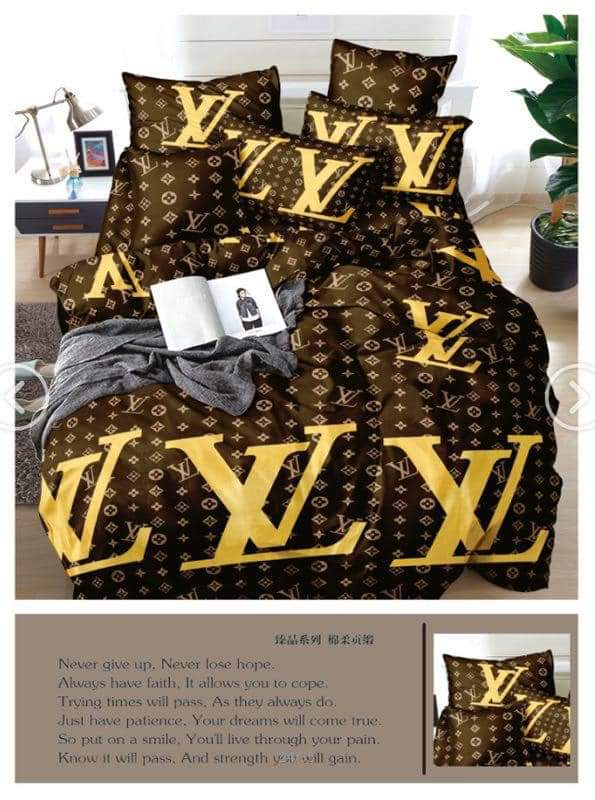 LV
臻品系列 棉柔贡缎
Never give up, Never lose hope.
Always have faith, It allows you to cope.
Trying times will pass, As they always do.
Just have patience, Your dreams will come true.
So put on a smile, You'll live through your pain.
Know it will pass, And strength you will gain.